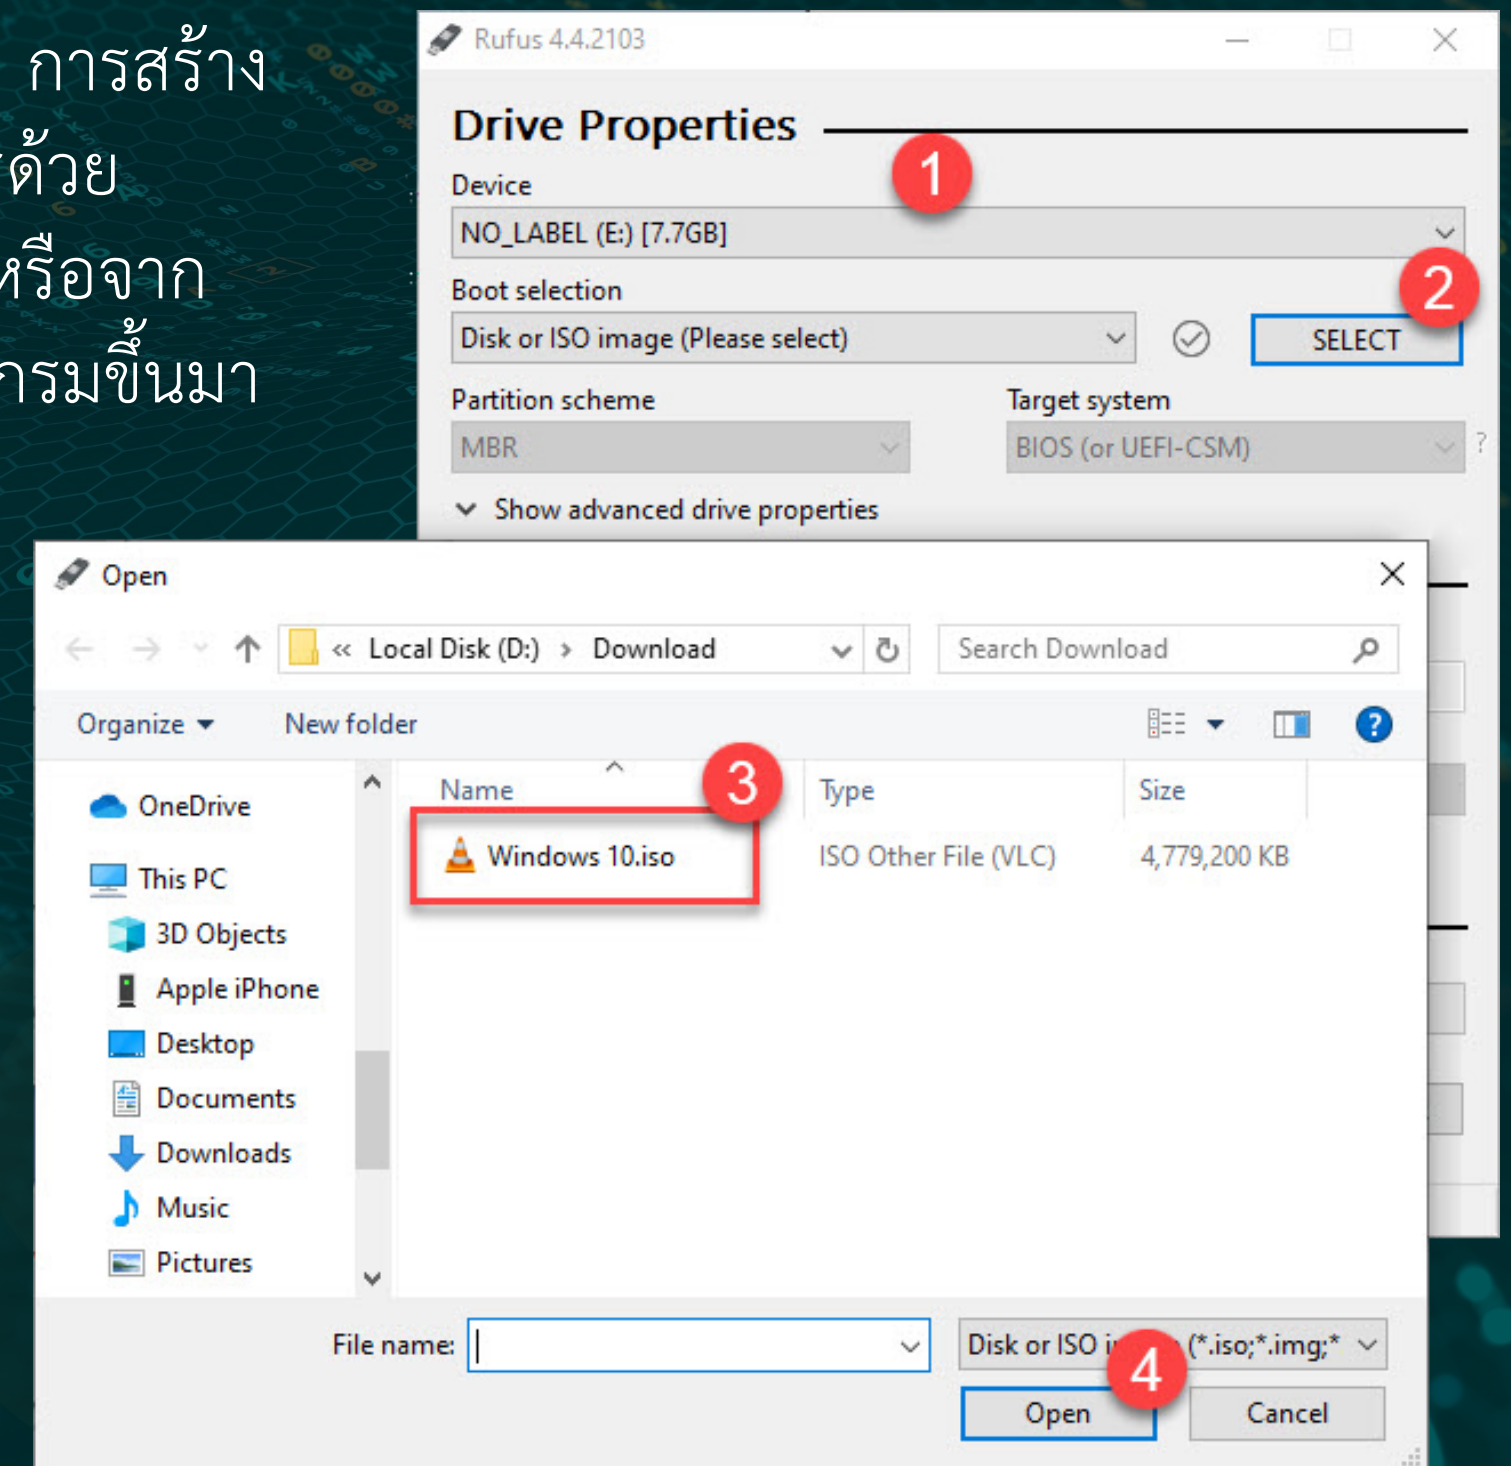 การสร้าง
ด้วย
หรือจาก
กรมขึ้นมา
Rufus 4.4.2103
Drive Properties
1
Device
NO_LABEL (E:) [7.7GB]
2
Boot selection
Disk or ISO image (Please select)
SELECT
Partition scheme
Target system
MBR
BIOS (or UEFI-CSM)
?
Show advanced drive properties
Open
« Local Disk (D:) › Download
Search Download
Organize
New folder
?
3
Name
Type
Size
OneDrive
Windows 10.iso
ISO Other File (VLC)
4,779,200 KB
This PC
3D Objects
Apple iPhone
Desktop
Documents
Downloads
Music
Pictures
File name:
Disk or ISO (*.iso;*.img;*
4
Open
Cancel